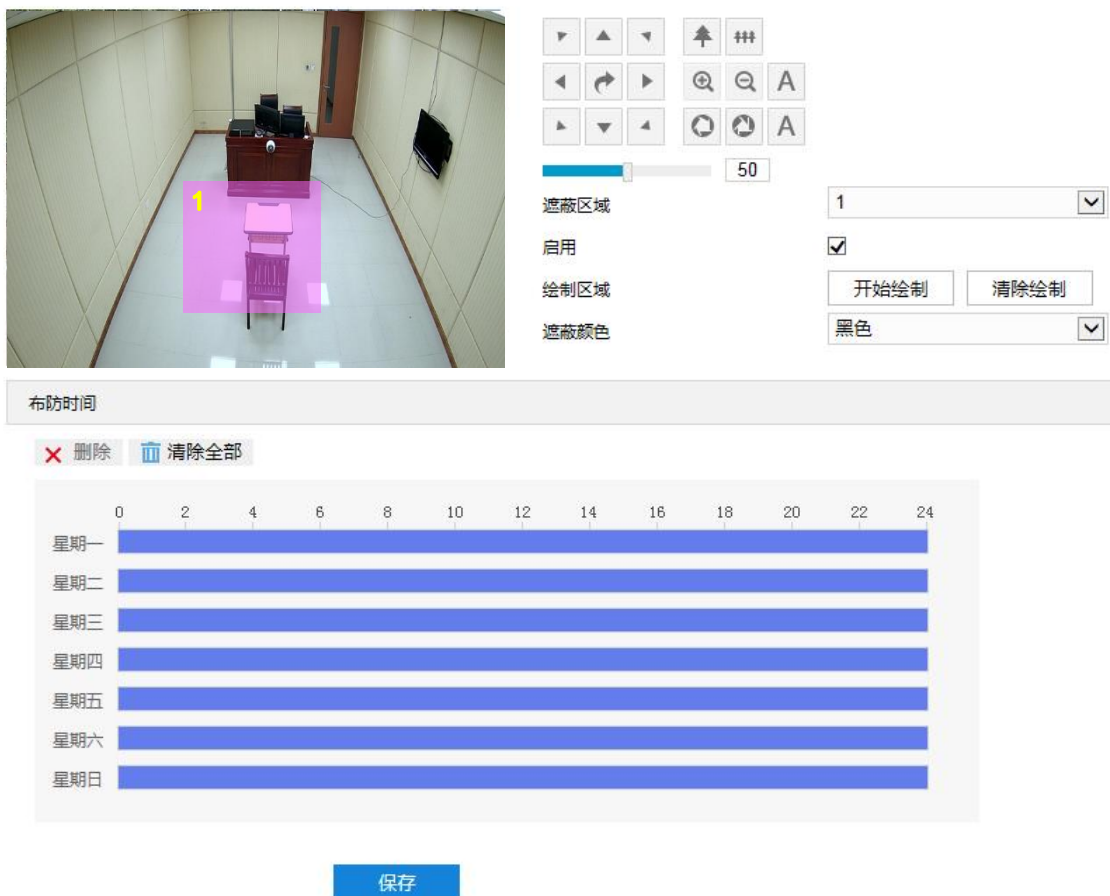 1
A
A
50
遮蔽区域 1
启用
绘制区域 开始绘制 清除绘制
遮蔽颜色 黑色
布防时间
删除 清除全部
0 2 4 6 8 10 12 14 16 18 20 22 24
星期一
星期二
星期三
星期四
星期五
星期六
星期日
保存